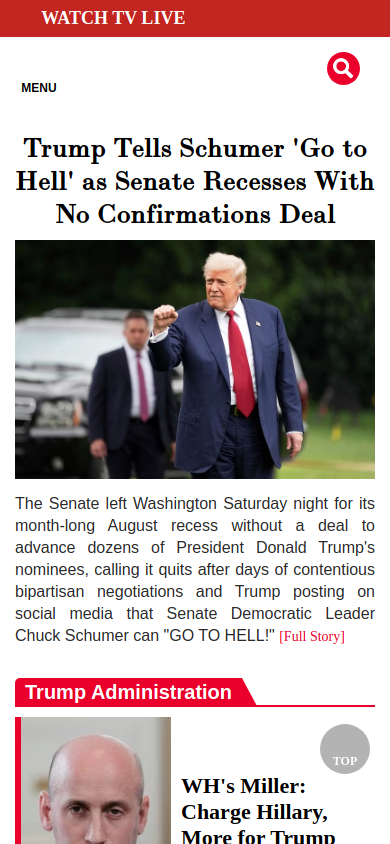 WATCH TV LIVE
MENU
Trump Tells Schumer 'Go to
Hell' as Senate Recesses With
No Confirmations Deal
The Senate left Washington Saturday night for its
month-long August recess without a deal to
advance dozens of President Donald Trump's
nominees, calling it quits after days of contentious
bipartisan negotiations and Trump posting on
social media that Senate Democratic Leader
Chuck Schumer can "GO TO HELL!" [Full Story]
Trump Administration
TOP
WH's Miller:
Charge Hillary,
More for Trump